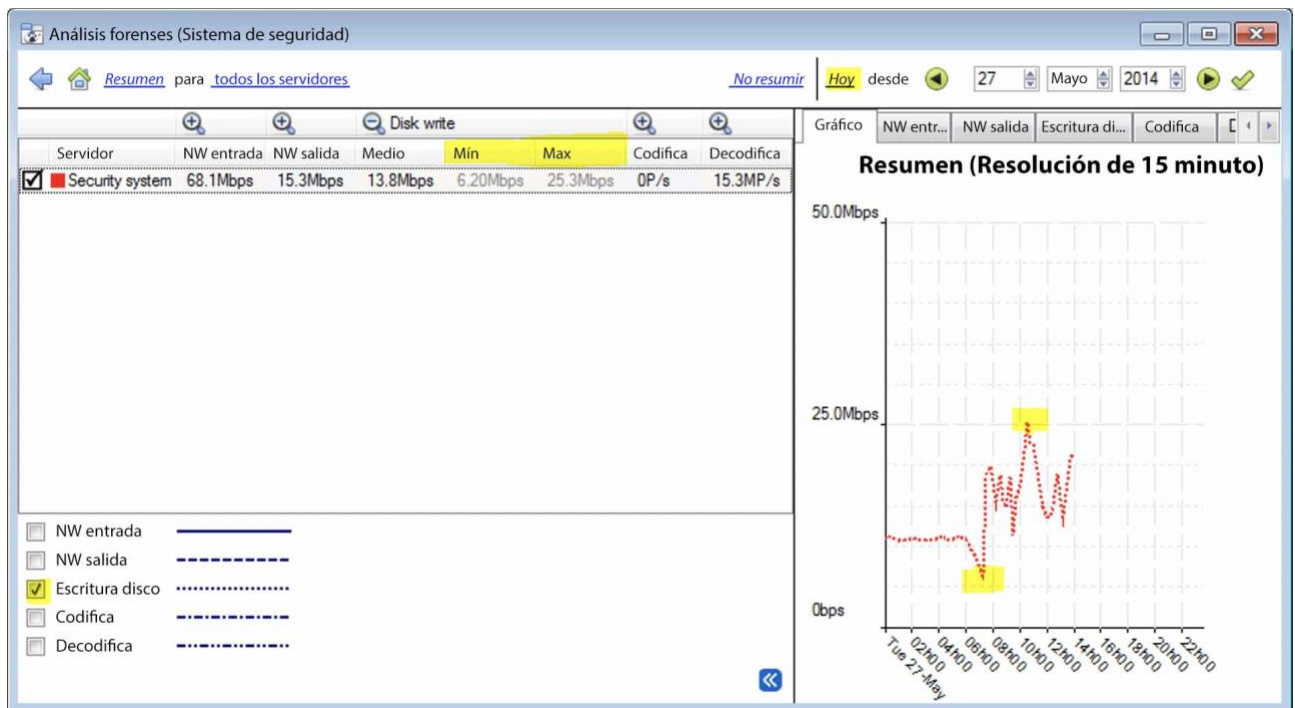 Análisis forenses (Sistema de seguridad)
Resumen para todos los servidores No resumir Hoy desde 27 Mayo 2014
Disk write
Servidor NW entrada NW salida Medio Mín Max Codifica Decodifica
Security system 68.1Mbps 15.3Mbps 13.8Mbps 6.20Mbps 25.3Mbps 0P/s 15.3MP/s
NW entrada
NW salida
Escritura disco
Codifica
Decodifica
Gráfico NW entr... NW salida Escritura di... Codifica
Resumen (Resolución de 15 minuto)
50.0Mbps
25.0Mbps
0bps
Tue 27-May 02h00 04h00 06h00 08h00 10h00 12h00 14h00 16h00 18h00 20h00 22h00